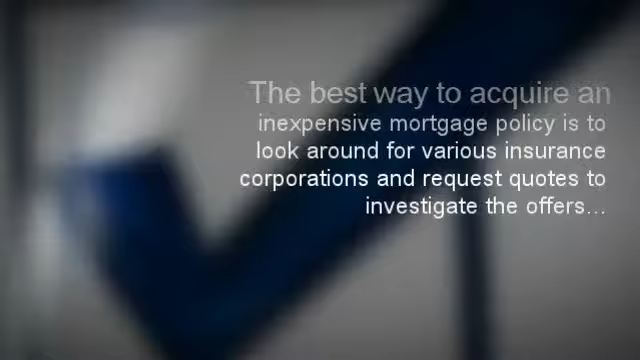 The best way to acquire an
inexpensive mortgage policy is to
look around for various insurance
corporations and request quotes to
investigate the offers...